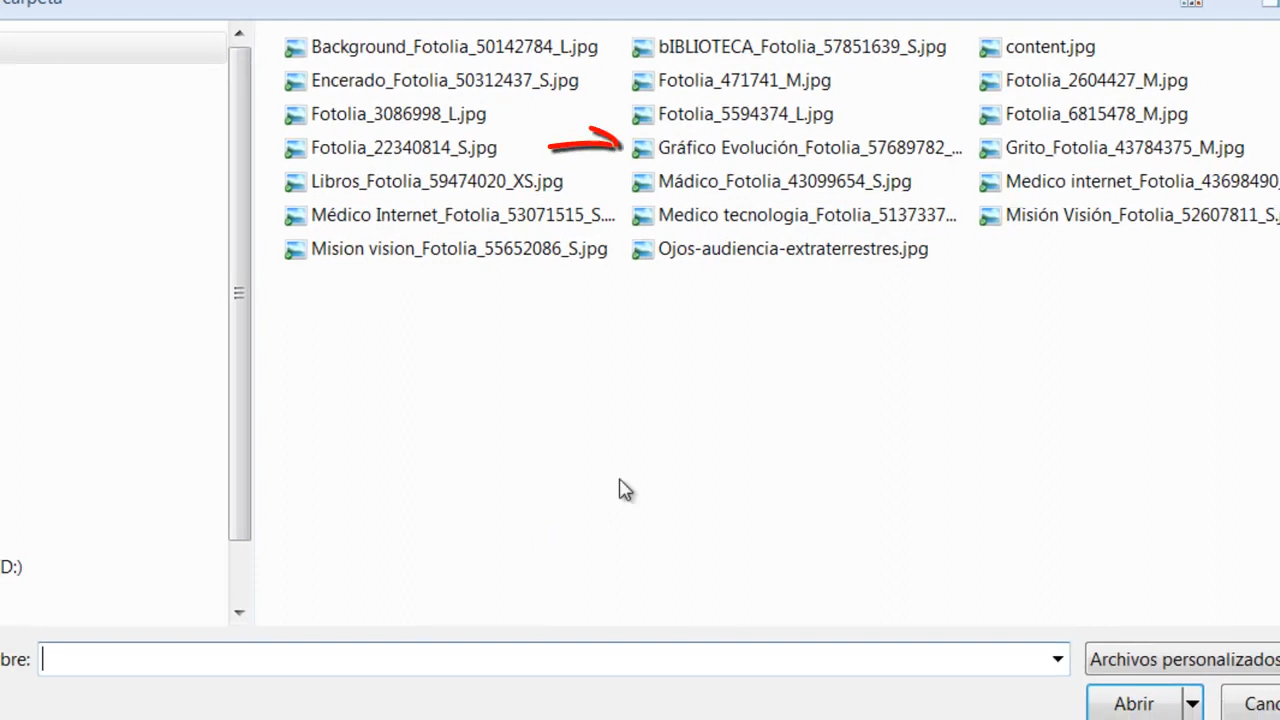 carpeta
Background_Fotolia_50142784_L.jpg bIBLIOTECA_Fotolia_57851639_S.jpg content.jpg
Encerado_Fotolia_50312437_S.jpg Fotolia_471741_M.jpg Fotolia_2604427_M.jpg
Fotolia_3086998_L.jpg Fotolia_5594374_L.jpg Fotolia_6815478_M.jpg
Fotolia_22340814_S.jpg Gráfico Evolución_Fotolia_57689782_... Grito_Fotolia_43784375_M.jpg
Libros_Fotolia_59474020_XS.jpg Mádico_Fotolia_43099654_S.jpg Medico internet_Fotolia_43698490_
Médico Internet_Fotolia_53071515_S.... Medico tecnologia_Fotolia_5137337... Misión Visión_Fotolia_52607811_S.j
Mision vision_Fotolia_55652086_S.jpg Ojos-audiencia-extraterrestres.jpg
D:)
bre: Archivos personalizados
Abrir Canc